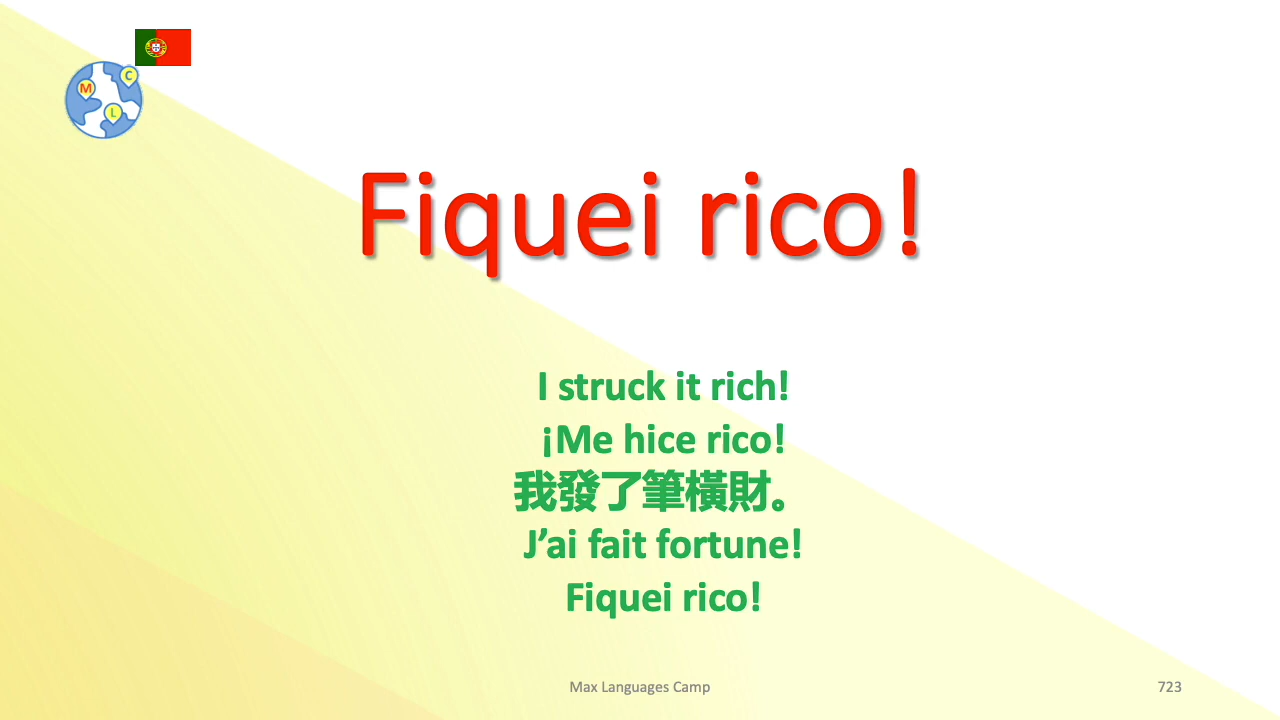 C
M
L
Fiquei rico!
I struck it rich!
¡Me hice rico!
我發了筆橫財。
J’ai fait fortune!
Fiquei rico!
Max Languages Camp
723